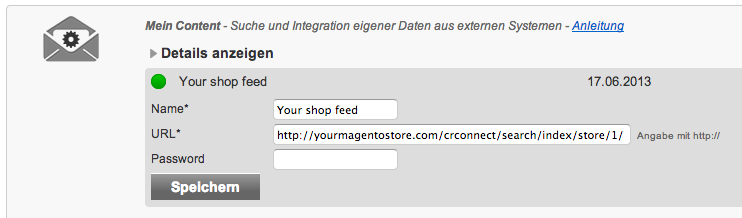 Mein Content - Suche und Integration eigener Daten aus externen Systemen - Anleitung
Details anzeigen
Your shop feed 17.06.2013
Name* Your shop feed
URL* http://yourmagentostore.com/crconnect/search/index/store/1/ Angabe mit http://
Password
Speichern